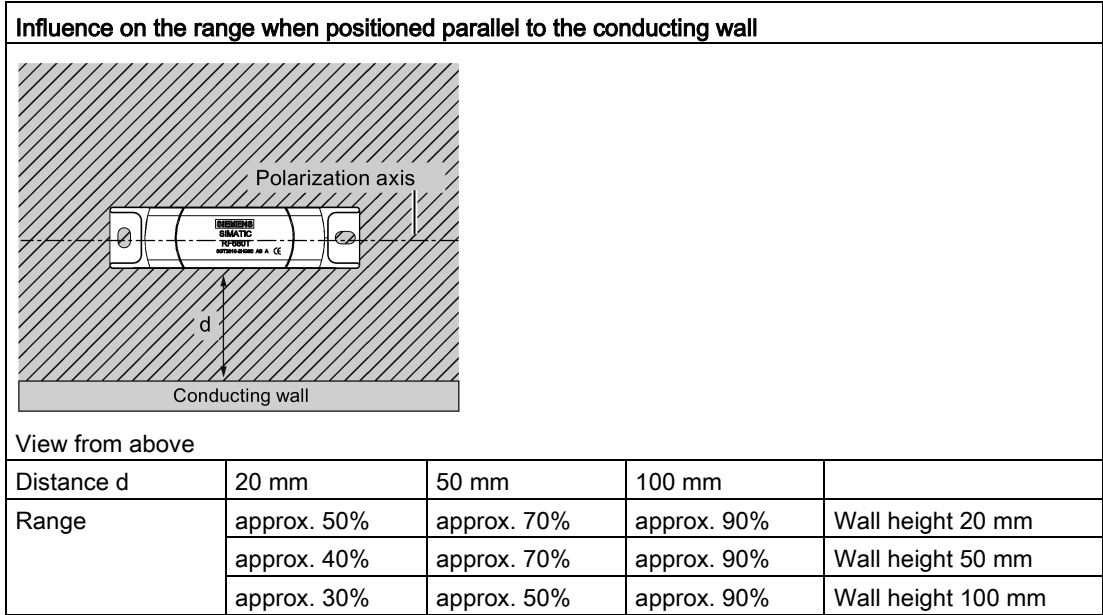 Influence on the range when positioned parallel to the conducting wall
Polarization axis
SIEMENS
SIMATIC
RF680T
d
Conducting wall
View from above
Distance d 20 mm 50 mm 100 mm
Range approx. 50% approx. 70% approx. 90% Wall height 20 mm
approx. 40% approx. 70% approx. 90% Wall height 50 mm
approx. 30% approx. 50% approx. 90% Wall height 100 mm